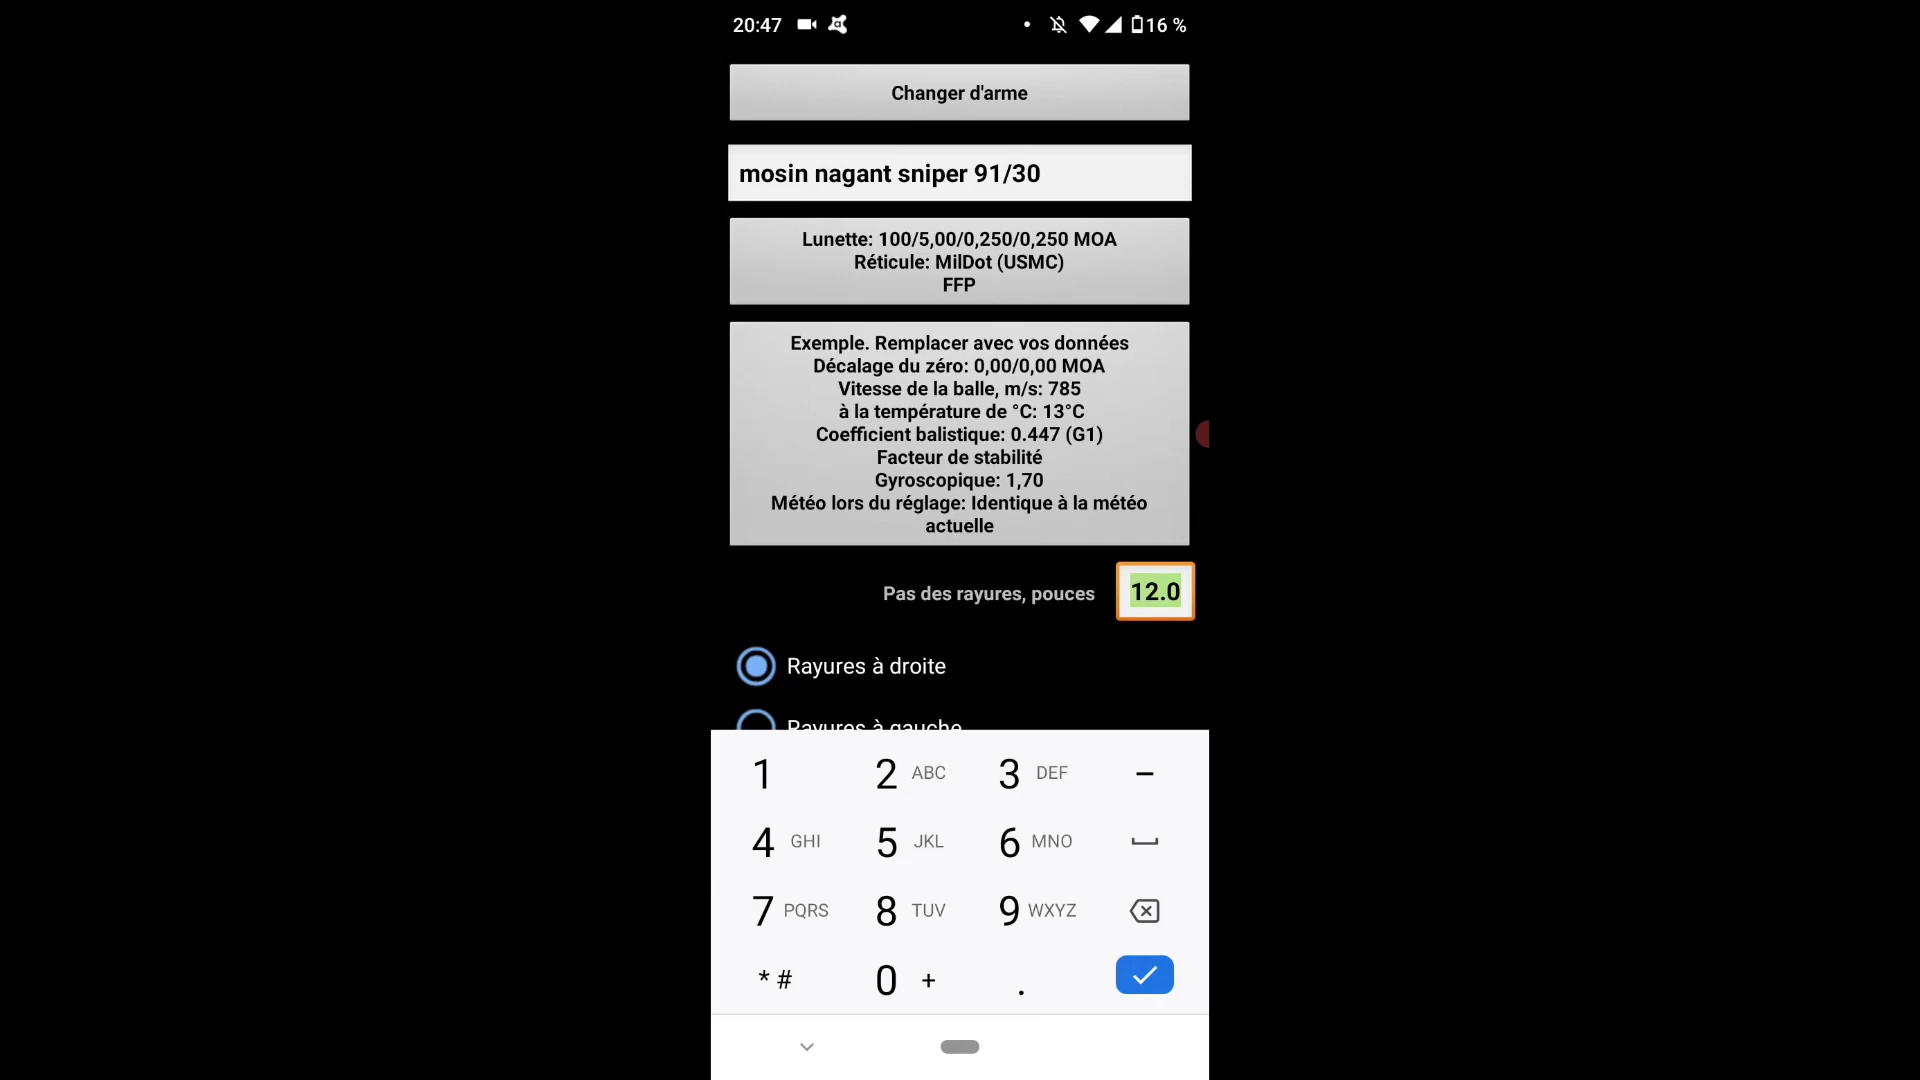 20:47 16 %
Changer d'arme
mosin nagant sniper 91/30
Lunette: 100/5,00/0,250/0,250 MOA
Réticule: MilDot (USMC)
FFP
Exemple. Remplacer avec vos données
Décalage du zéro: 0,00/0,00 MOA
Vitesse de la balle, m/s: 785
à la température de °C: 13°C
Coefficient balistique: 0.447 (G1)
Facteur de stabilité
Gyroscopique: 1,70
Météo lors du réglage: Identique à la météo
actuelle
Pas des rayures, pouces 12.0
Rayures à droite
Rayures à gauche
1 2 ABC 3 DEF –
4 GHI 5 JKL 6 MNO
7 PQRS 8 TUV 9 WXYZ
* # 0 + .